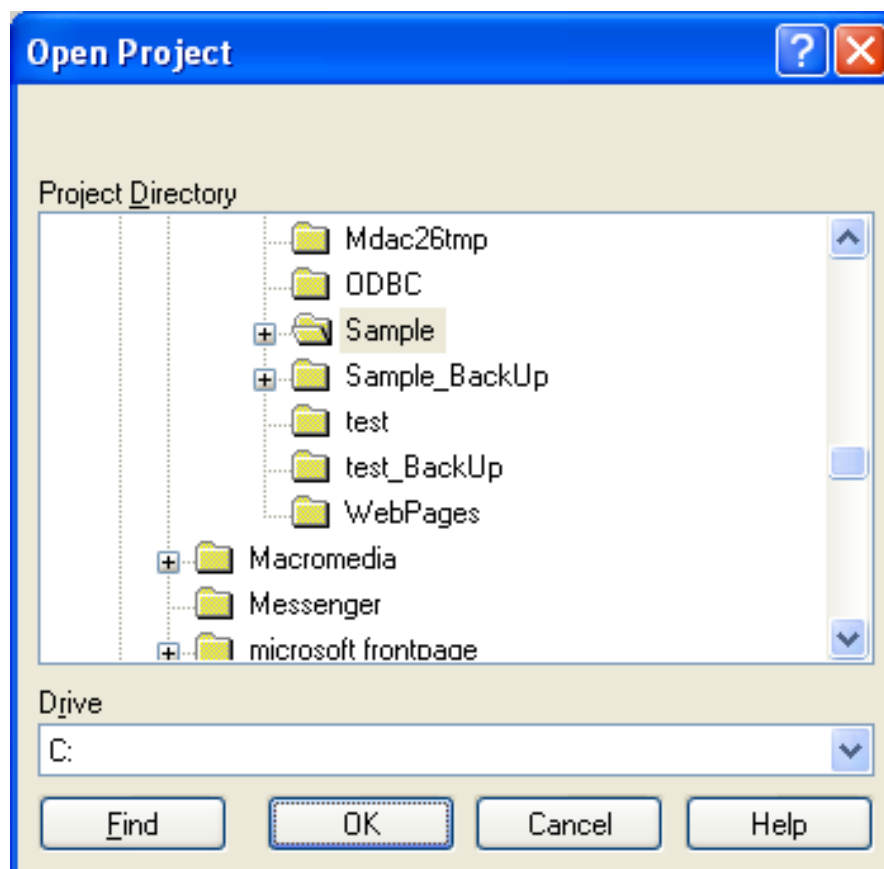 Open Project
Project Directory
Mdac26tmp
ODBC
Sample
Sample_BackUp
test
test_BackUp
WebPages
Macromedia
Messenger
microsoft frontpage
Drive
C:
Find OK Cancel Help